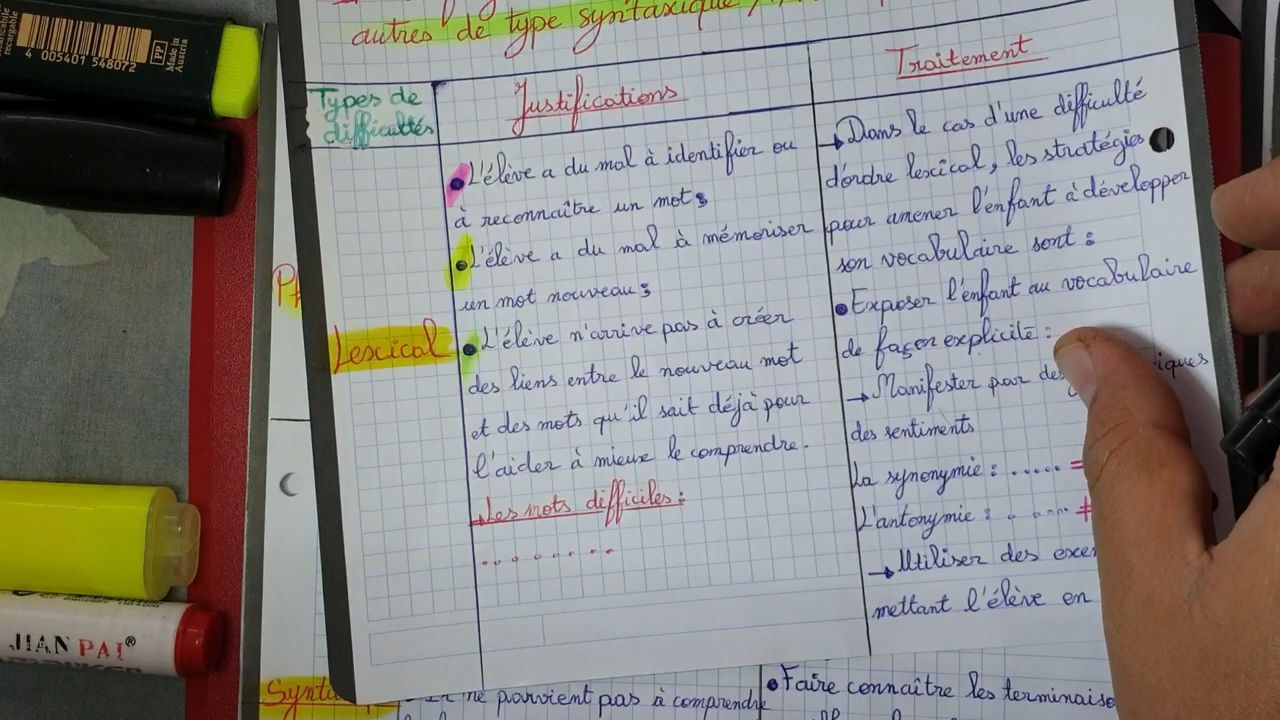 autres de type syntaxique,
Types de
difficultés
Justifications
Traitement
Lexical
• L'élève a du mal à identifier ou
à reconnaître un mot;
• L'élève a du mal à mémoriser
un mot nouveau;
• L'élève n'arrive pas à créer
des liens entre le nouveau mot
et des mots qu'il sait déjà pour
l'aider à mieux le comprendre.
→ Les mots difficiles :
........
→ Dans le cas d'une difficulté
d'ordre lexical, les stratégies
pour amener l'enfant à développer
son vocabulaire sont :
• Exposer l'enfant au vocabulaire
de façon explicite :
→ Manifester par des
des sentiments
La synonymie : ..... =
L'antonymie : ..... ≠
→ Utiliser des
mettant l'élève en
ne parvient pas à comprendre
• Faire connaître les
4 005401 548072
PP
Made in
Austria
JIAN PAI®